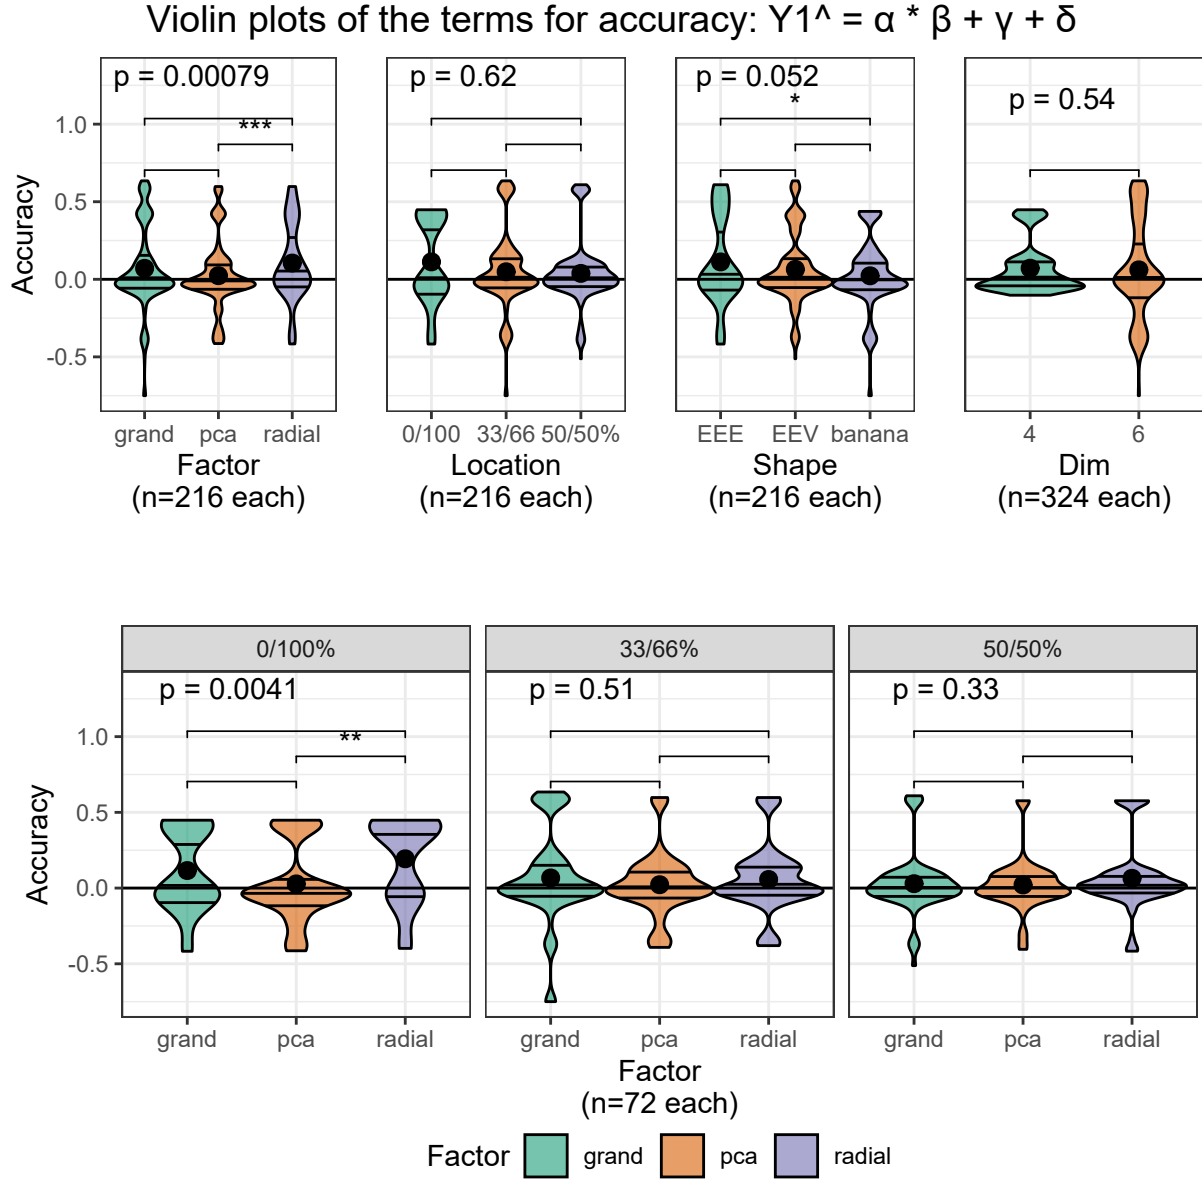 Violin plots of the terms for accuracy: Y1^ = α * β + γ + δ
p = 0.00079
p = 0.62
p = 0.052
p = 0.54
***
*
1.0
0.5
0.0
-0.5
Accuracy
grand pca radial
0/100 33/66 50/50%
EEE EEV banana
4 6
Factor
(n=216 each)
Location
(n=216 each)
Shape
(n=216 each)
Dim
(n=324 each)
0/100%
33/66%
50/50%
p = 0.0041
p = 0.51
p = 0.33
**
1.0
0.5
0.0
-0.5
Accuracy
grand pca radial
grand pca radial
grand pca radial
Factor
(n=72 each)
Factor grand pca radial